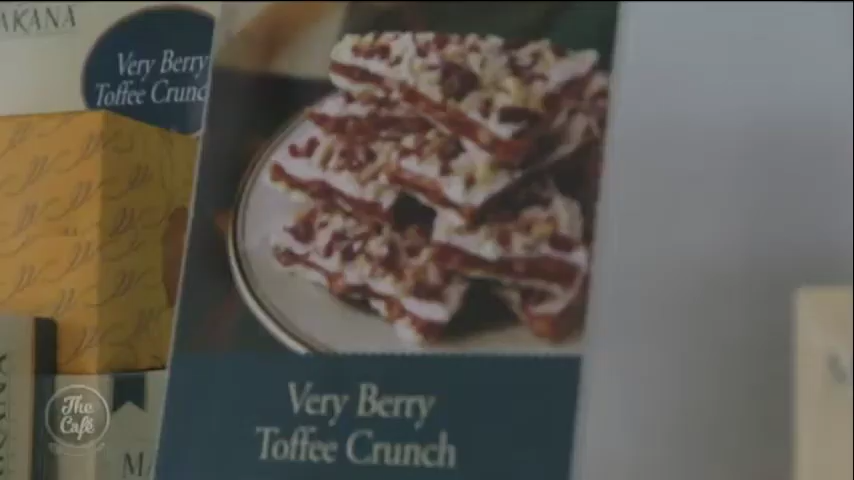 AKANA
Very Berry
Toffee Crunc
Very Berry
Toffee Crunch
The
Café
M